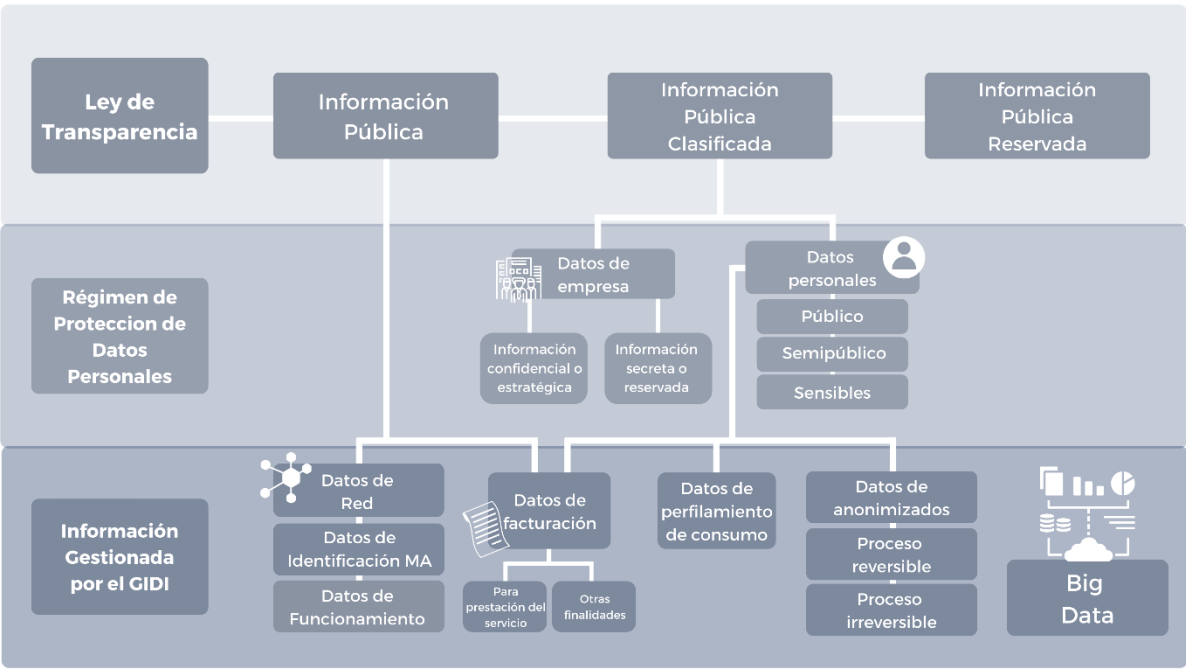 Ley de
Transparencia
Información
Pública
Información
Pública
Clasificada
Información
Pública
Reservada
Régimen de
Proteccion de
Datos
Personales
Datos de
empresa
Información
confidencial o
estratégica
Información
secreta o
reservada
Datos
personales
Público
Semipúblico
Sensibles
Información
Gestionada
por el GIDI
Datos de
Red
Datos de
Identificación MA
Datos de
Funcionamiento
Datos de
facturación
Para
prestación del
servicio
Otras
finalidades
Datos de
perfilamiento
de consumo
Datos de
anonimizados
Proceso
reversible
Proceso
irreversible
Big
Data